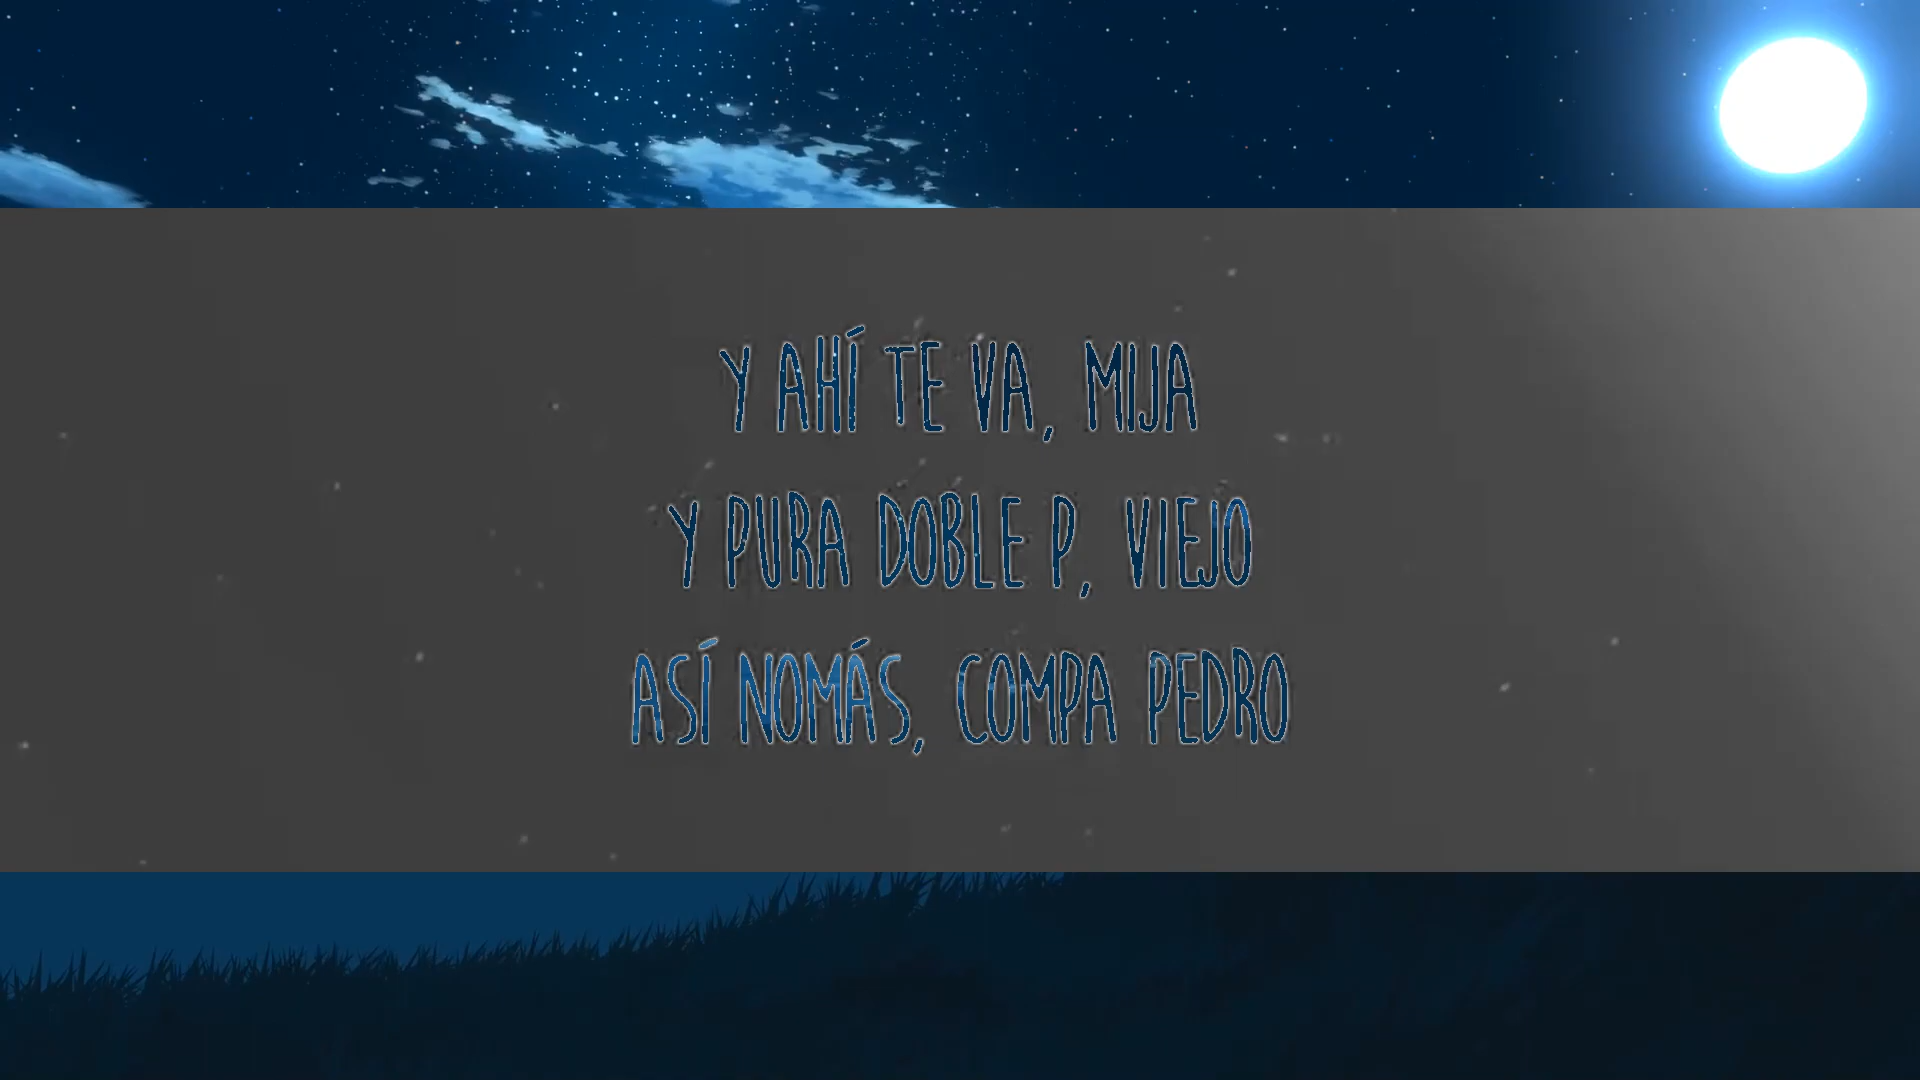 Y AHÍ TE VA, MIJA
Y PURA DOBLE P, VIEJO
ASÍ NOMÁS, COMPA PEDRO